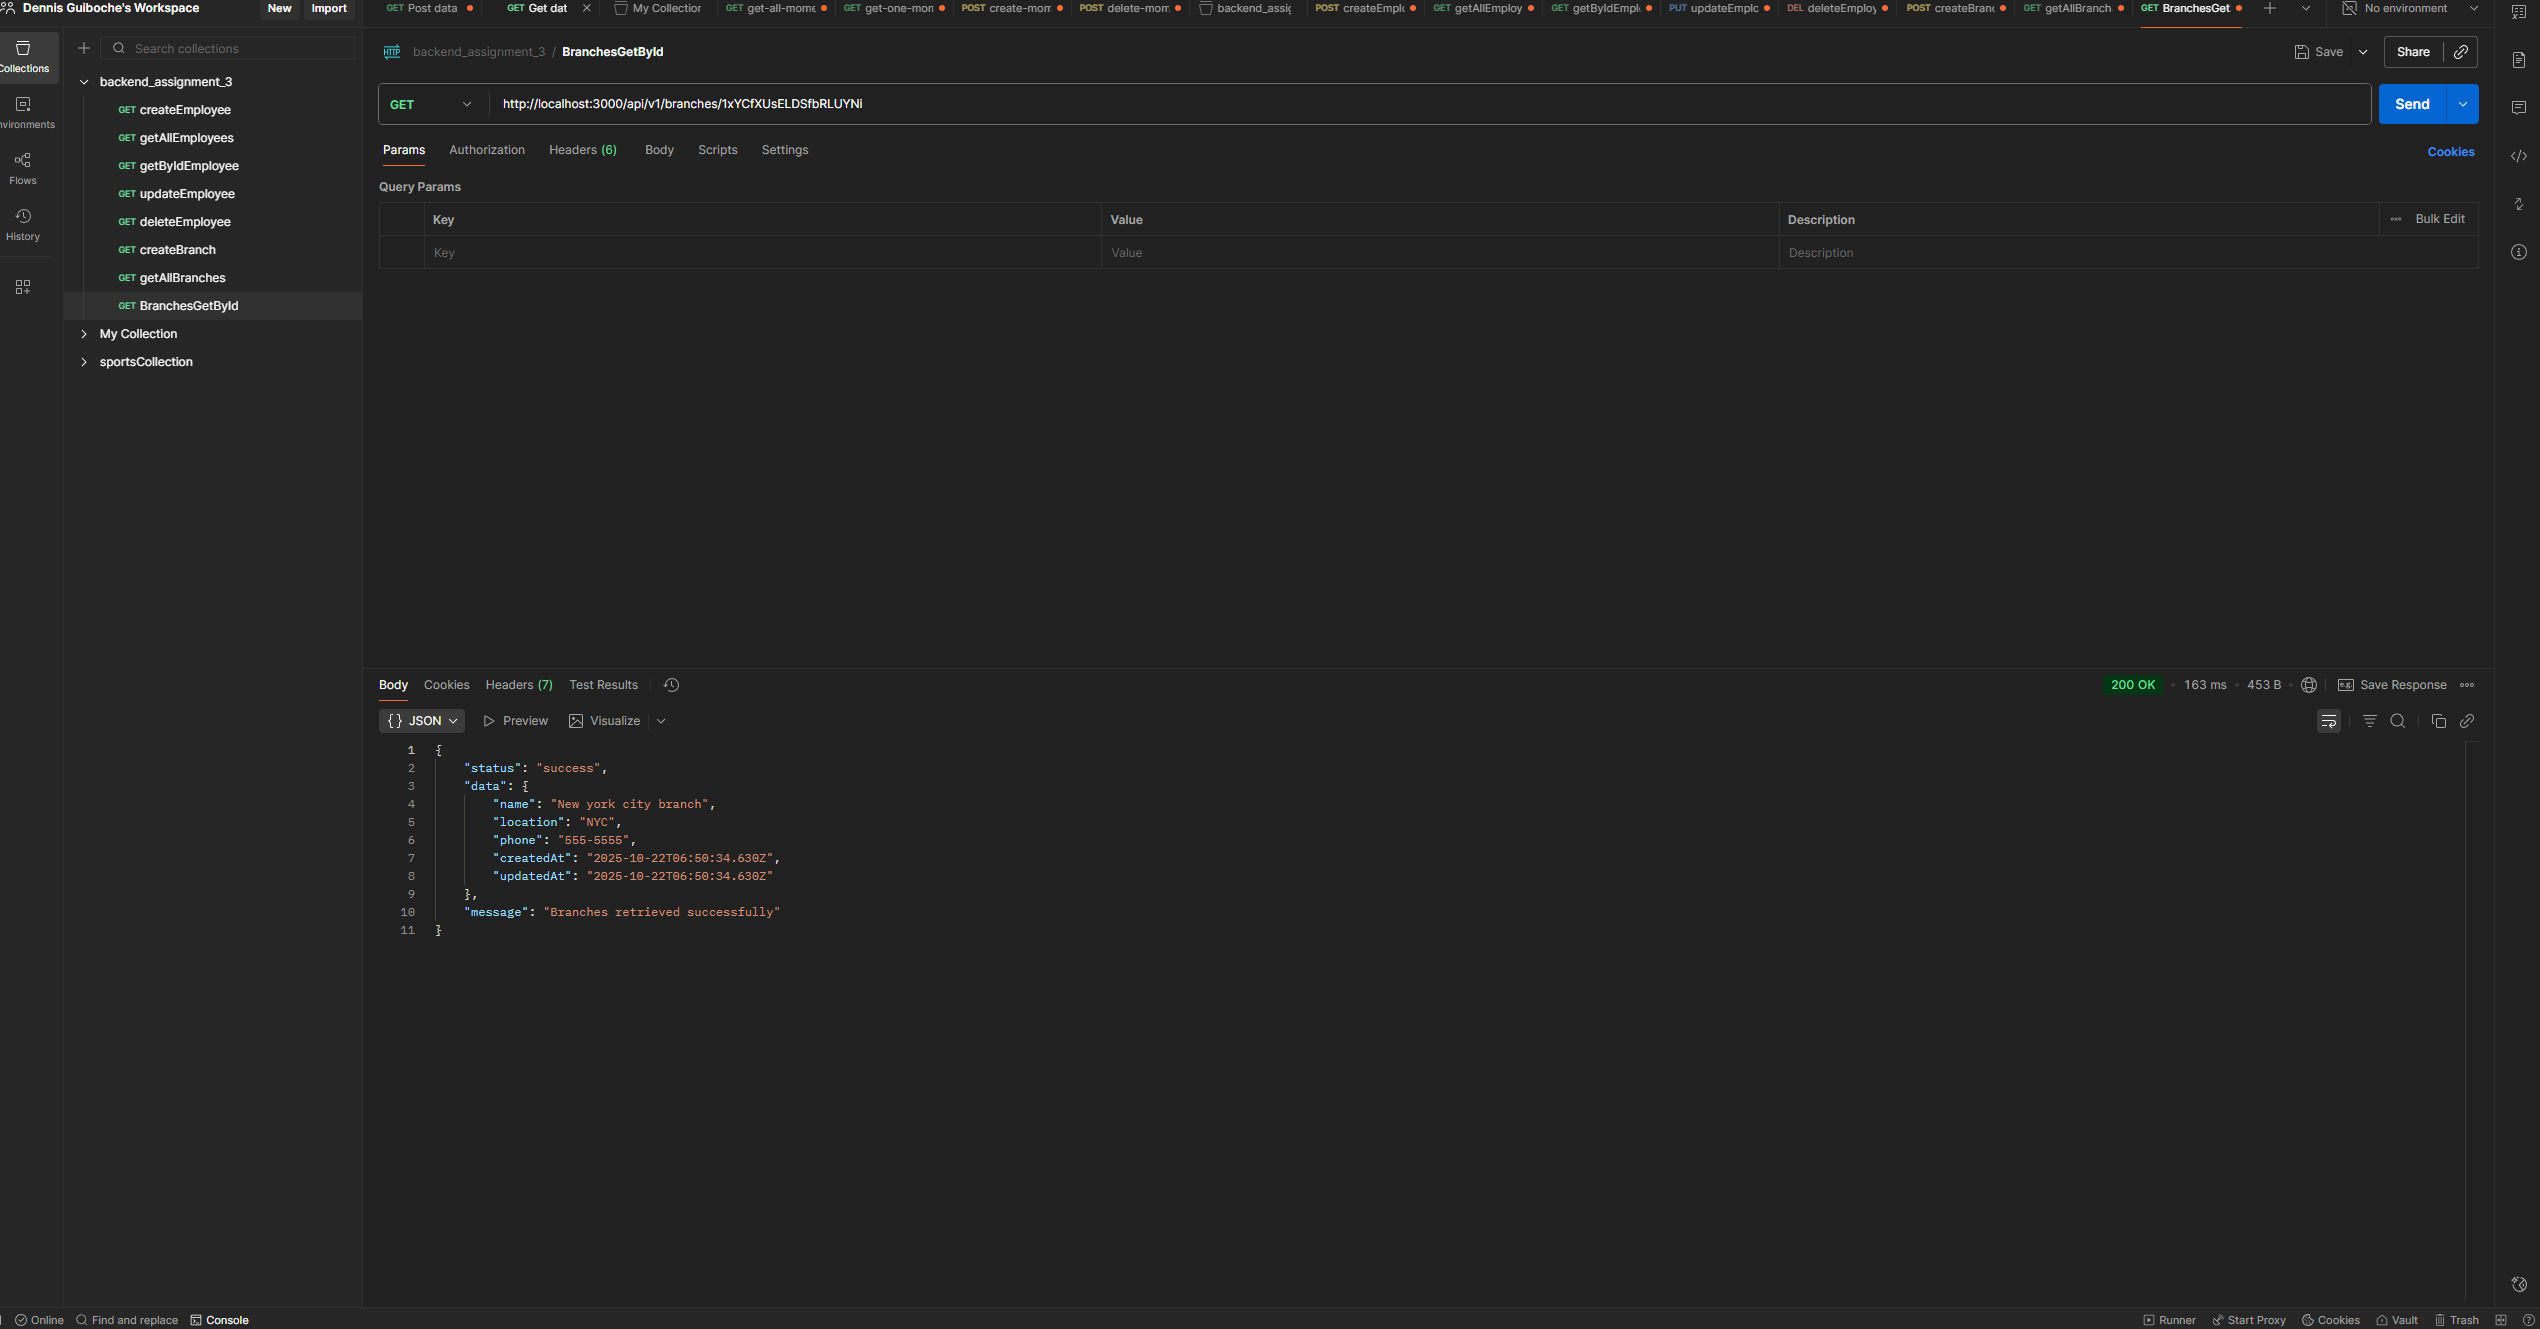 Dennis Guiboche's Workspace New Import GET Post data GET Get dat My Collection GET get-all-mome GET get-one-mon POST create-mom POST delete-mom backend_assig POST createEmplo GET getAllEmploy GET getByIdEmplo PUT updateEmplo DEL deleteEmploy POST createBranc GET getAllBranch GET BranchesGet No environment
Search collections
backend_assignment_3 / BranchesGetById Save Share
Collections
backend_assignment_3
GET createEmployee
GET getAllEmployees
GET getByIdEmployee
GET updateEmployee
GET deleteEmployee
GET createBranch
GET getAllBranches
GET BranchesGetById
My Collection
sportsCollection
nvironments
Flows
History
GET http://localhost:3000/api/v1/branches/1xYCfXUsELDSfbRLUYNi Send
Params Authorization Headers (6) Body Scripts Settings Cookies
Query Params
Key Value Description Bulk Edit
Key Value Description
Body Cookies Headers (7) Test Results 200 OK 163 ms 453 B Save Response
{} JSON Preview Visualize
1 {
2 "status": "success",
3 "data": {
4 "name": "New york city branch",
5 "location": "NYC",
6 "phone": "555-5555",
7 "createdAt": "2025-10-22T06:50:34.630Z",
8 "updatedAt": "2025-10-22T06:50:34.630Z"
9 },
10 "message": "Branches retrieved successfully"
11 }
Online Find and replace Console Runner Start Proxy Cookies Vault Trash